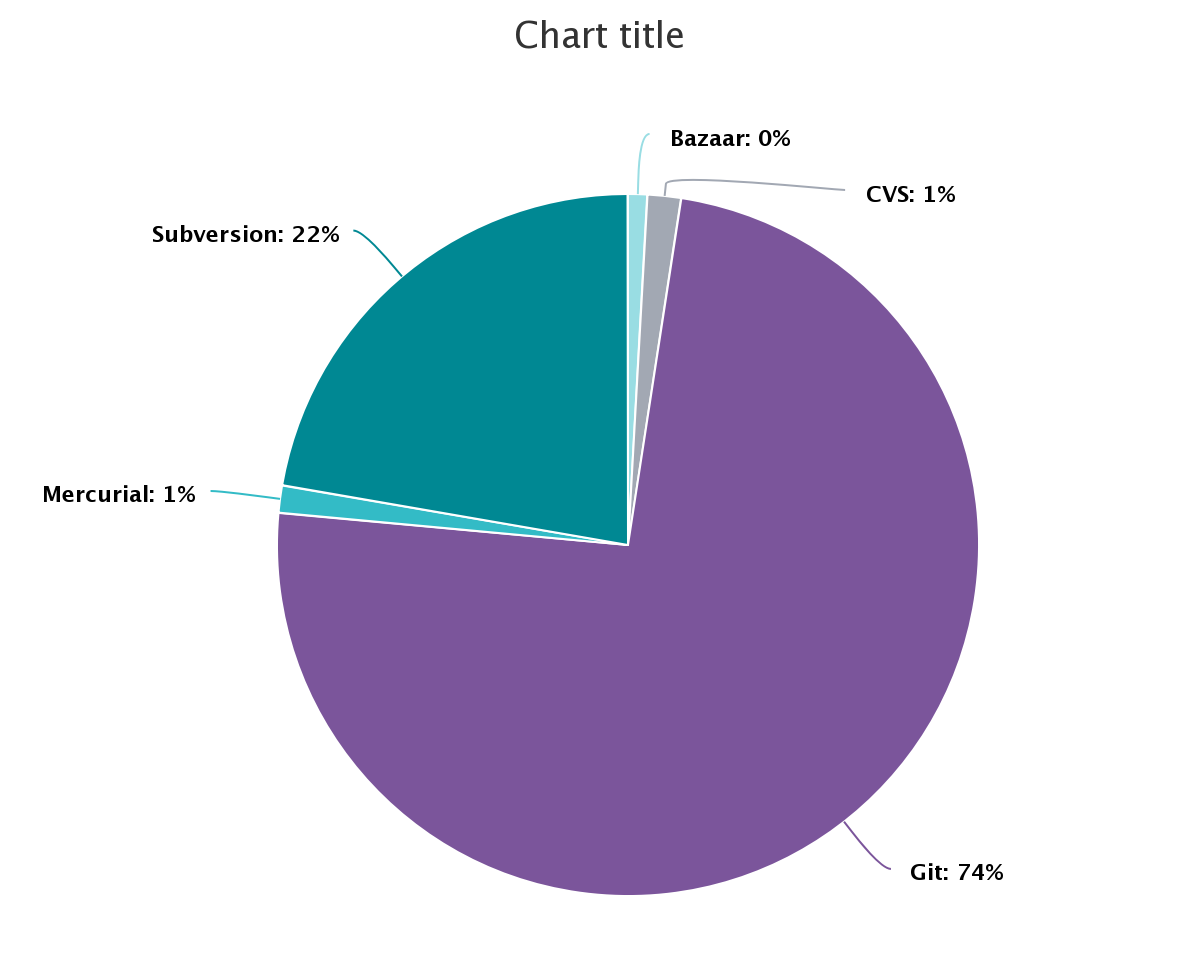 Chart title
Bazaar: 0%
CVS: 1%
Subversion: 22%
Mercurial: 1%
Git: 74%